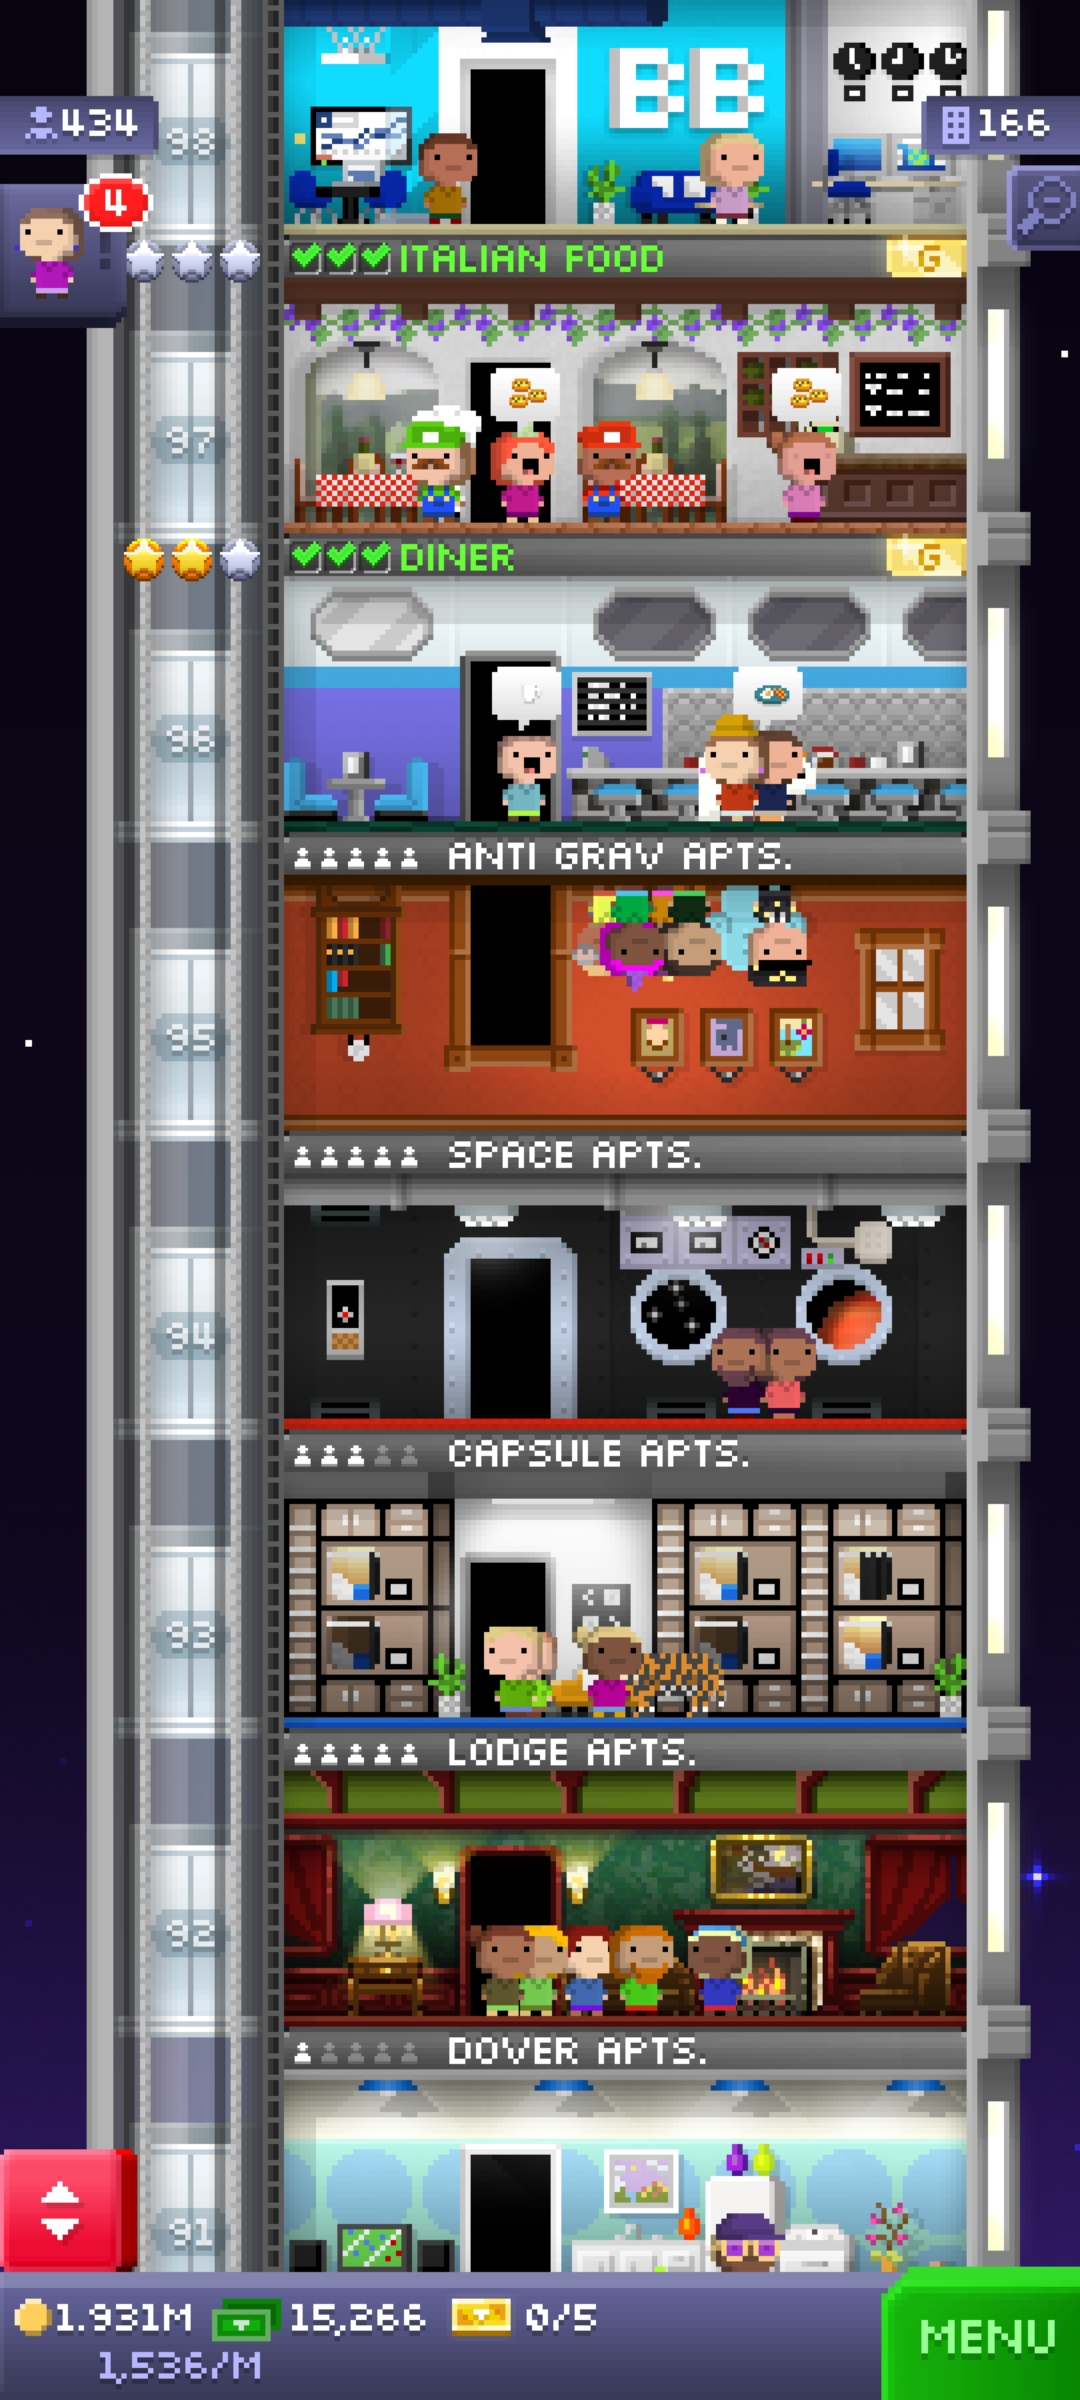 BB
434
98
166
4
ITALIAN FOOD
G
97
DINER
G
96
ANTI GRAV APTS.
95
SPACE APTS.
94
CAPSULE APTS.
93
LODGE APTS.
92
DOVER APTS.
91
1.931M 15,266 0/5
1,536/M
MENU